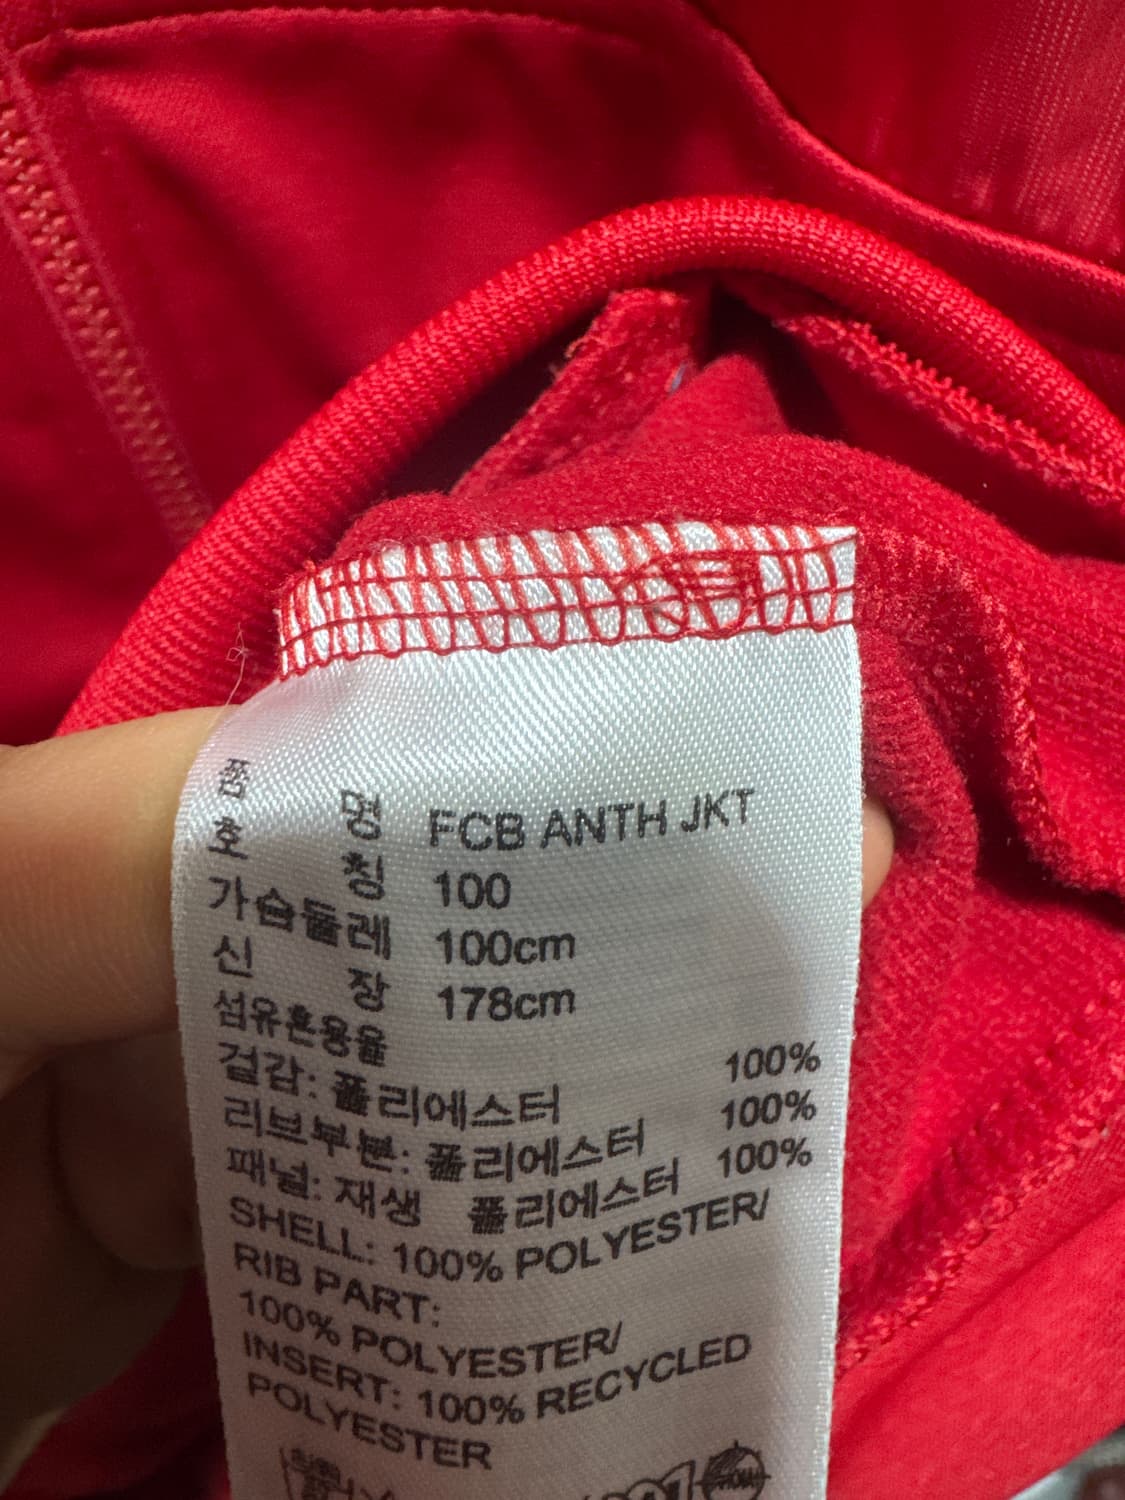 품 명 FCB ANTH JKT
호 칭 100
가슴둘레 100cm
신 장 178cm
섬유혼용율
걸감: 폴리에스터 100%
리브부분: 폴리에스터 100%
패널: 재생 폴리에스터 100%
SHELL: 100% POLYESTER/
RIB PART:
100% POLYESTER/
INSERT: 100% RECYCLED
POLYESTER